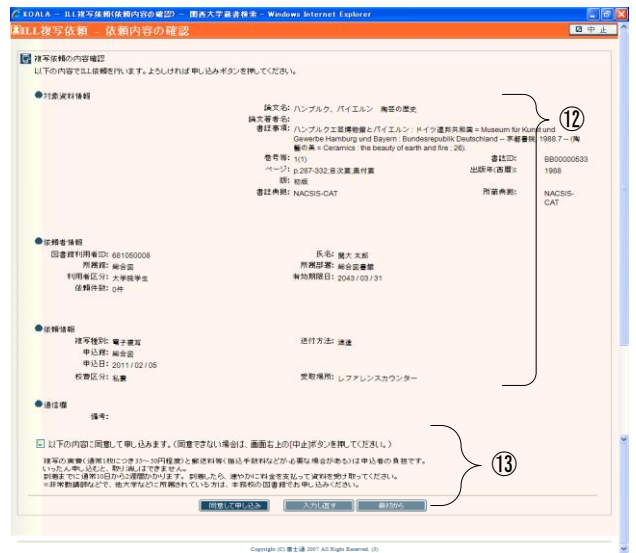 KOALA - ILL複写依頼(依頼内容の確認) - 関西大学蔵書検索 - Windows Internet Explorer
ILL複写依頼 - 依頼内容の確認
中 止
複写依頼の内容確認
以下の内容でILL依頼を行います。よろしければ申し込みボタンを押してください。
●対象資料情報
論文名: ハンブルク、バイエルン 陶芸の歴史
論文著者名:
書誌事項: ハンブルク工芸博物館とバイエルン : ドイツ連邦共和国 = Museum für Kunst und
Gewerbe Hamburg und Bayern : Bundesrepublik Deutschland -- 京都書院, 1988.7 -- (陶
藝の美 = Ceramics : the beauty of earth and fire ; 26).
巻号等: 1(1) 書誌ID: BB00000533
ページ: p.287-332,目次裏,奥付裏 出版年(西暦): 1988
版: 初版
書誌典拠: NACSIS-CAT 所蔵典拠: NACSIS-
CAT
⑫
●依頼者情報
図書館利用者ID: 681050008 氏名: 関大 太郎
所属館: 総合図 所属部署: 総合図書館
利用者区分: 大学院学生 有効期限日: 2043/03/31
依頼件数: 0件
●依頼情報
複写種別: 電子複写 送付方法: 速達
申込館: 総合図
申込日: 2011/02/05
校費区分: 私費 受取場所: レファレンスカウンター
●通信欄
備考:
以下の内容に同意して申し込みます。(同意できない場合は、画面右上の[中止]ボタンを押してください。)
複写の実費(通常1枚につき35~50円程度)と郵送料等(振込手数料などが必要な場合がある)は申込者の負担です。
いったん申し込むと、取り消しはできません。
到着までに通常10日から2週間かかります。到着したら、速やかに料金を支払って資料を受け取ってください。
※非常勤講師などで、他大学などに所属されている方は、本務校の図書館でお申し込みください。
⑬
同意して申し込み 入力し直す 最初から
Copyright (C) 富士通 2007 All Right Reserved. (3)